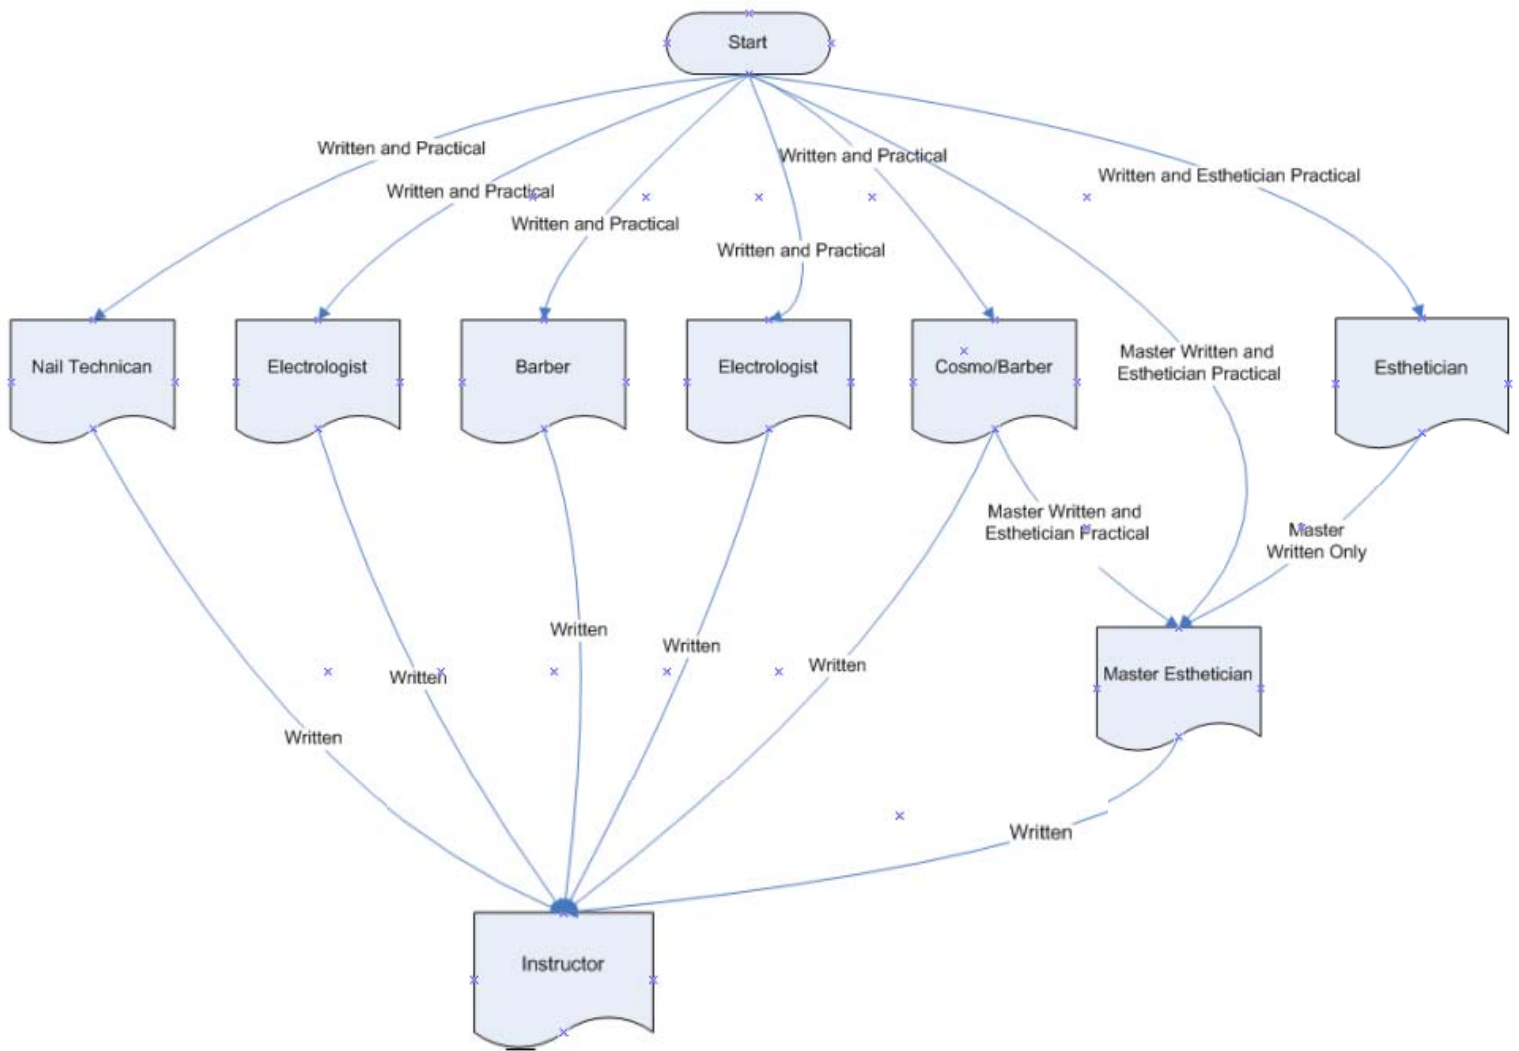 Start
Written and Practical
Written and Practical
Written and Esthetician Practical
Written and Practical
Written and Practical
Written and Practical
Master Written and
Esthetician Practical
Nail Technican
Electrologist
Barber
Electrologist
Cosmo/Barber
Esthetician
Master Written and
Esthetician Practical
Master
Written Only
Written
Written
Written
Written
Written
Master Esthetician
Written
Instructor